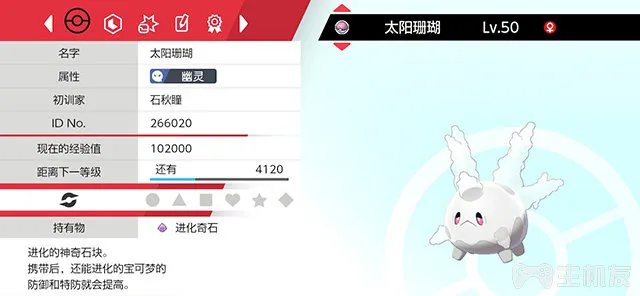 太阳珊瑚 Lv.50
名字 太阳珊瑚
属性 幽灵
初训家 石秋瞳
ID No. 266020
现在的经验值 102000
距离下一等级 还有 4120
持有物 进化奇石
进化的神奇石块。
携带后，还能进化的宝可梦的
防御和特防就会提高。
主机友